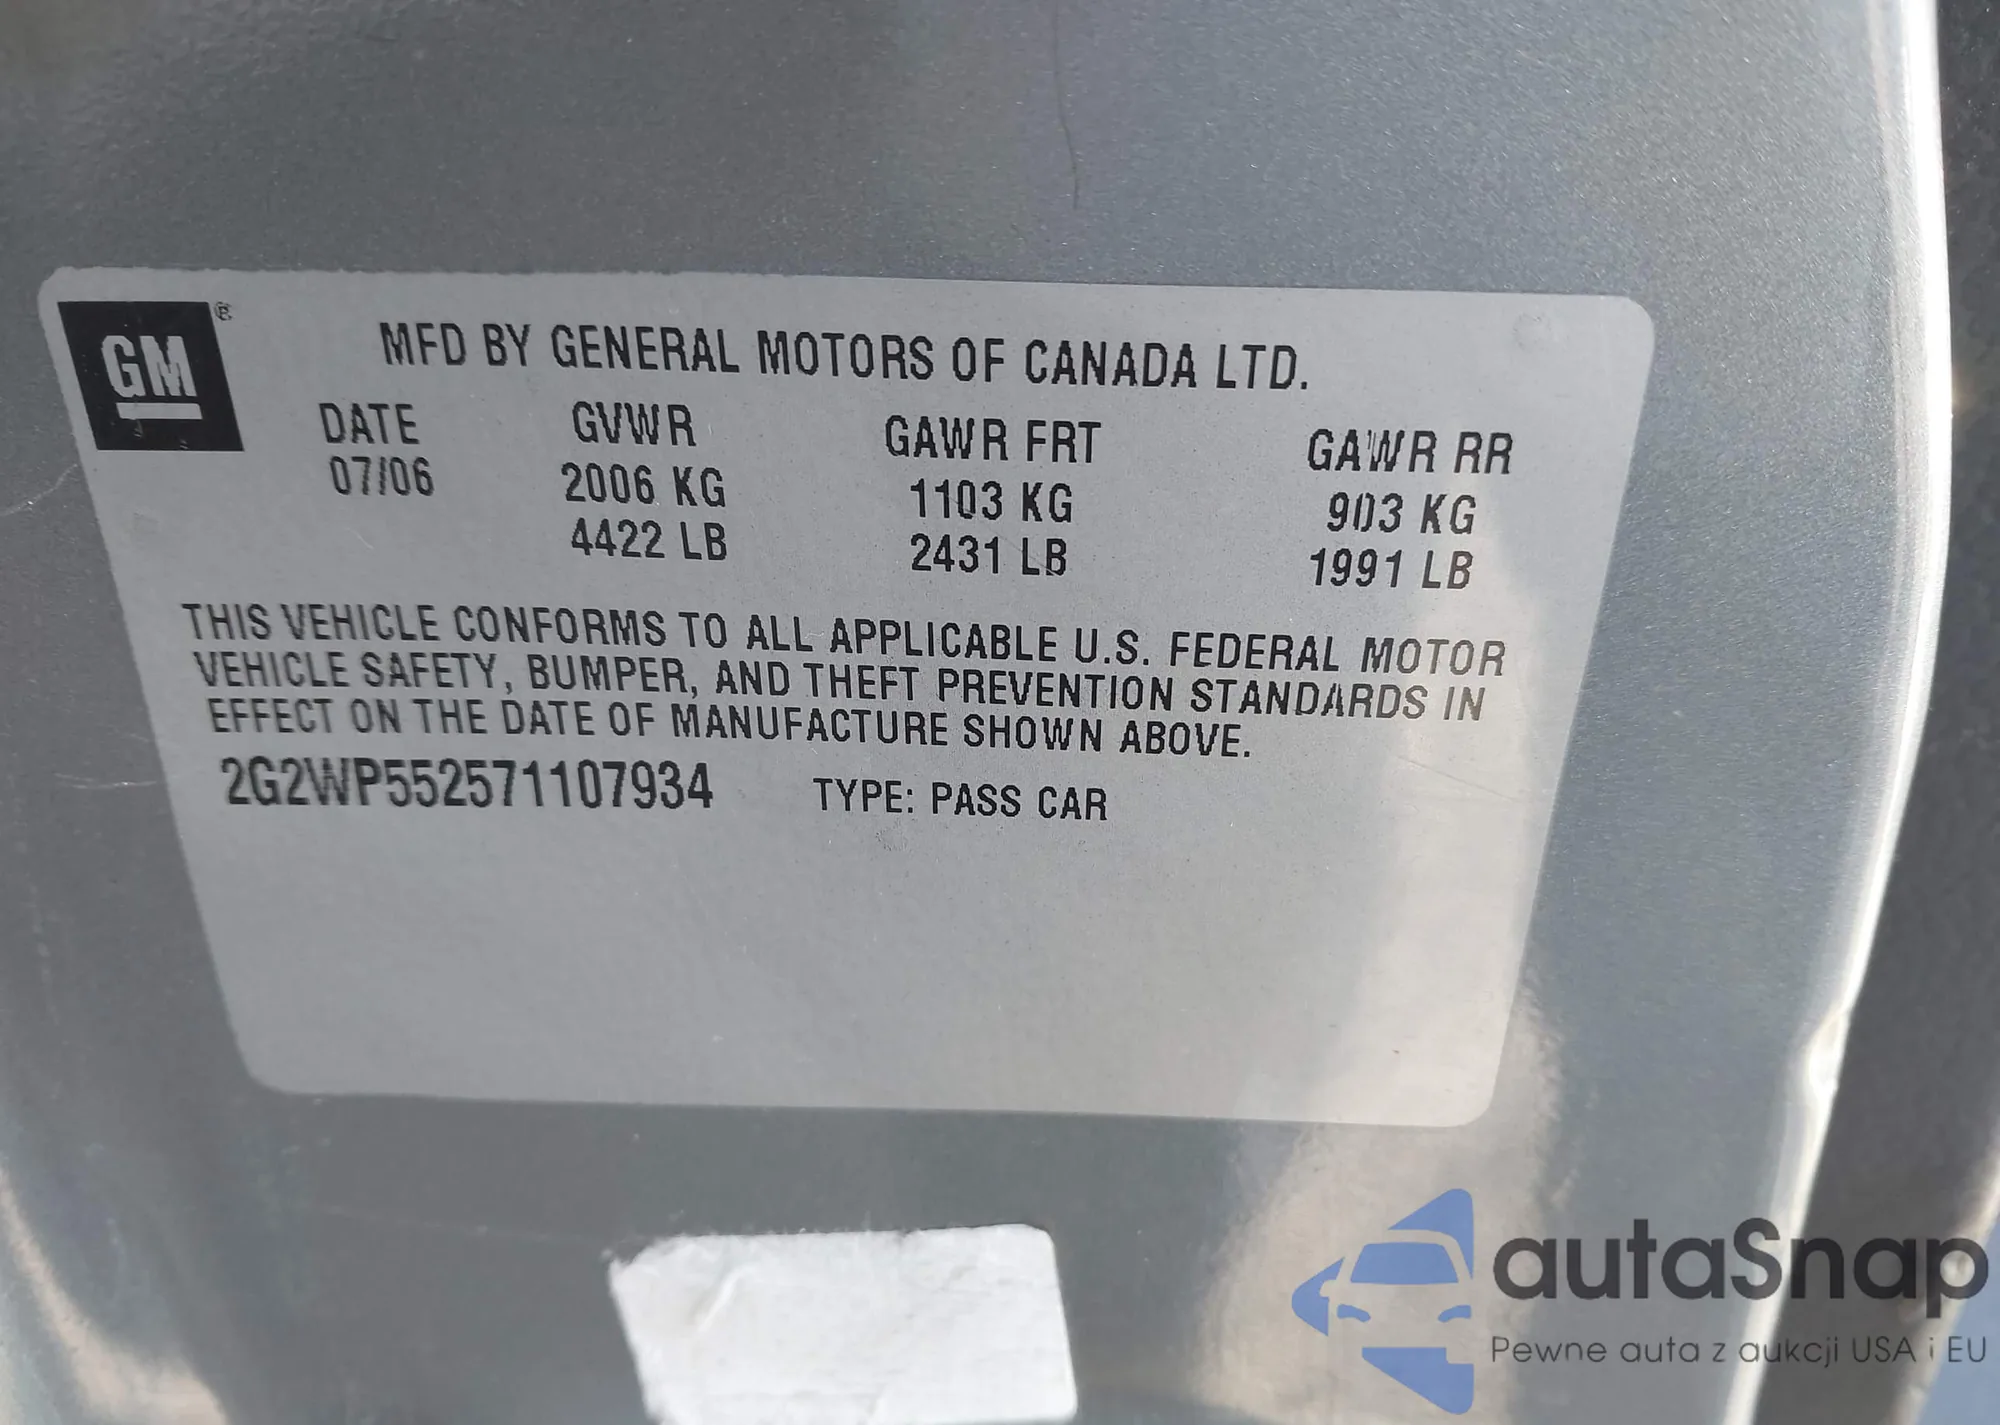 GM ®
MFD BY GENERAL MOTORS OF CANADA LTD.
DATE GVWR GAWR FRT GAWR RR
07/06 2006 KG 1103 KG 903 KG
4422 LB 2431 LB 1991 LB
THIS VEHICLE CONFORMS TO ALL APPLICABLE U.S. FEDERAL MOTOR
VEHICLE SAFETY, BUMPER, AND THEFT PREVENTION STANDARDS IN
EFFECT ON THE DATE OF MANUFACTURE SHOWN ABOVE.
2G2WP552571107934 TYPE: PASS CAR
autaSnap
Pewne auta z aukcji USA i EU